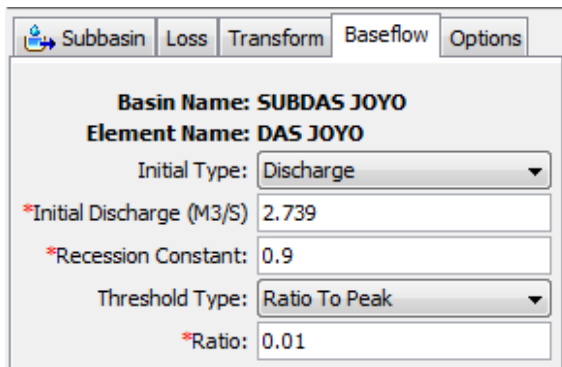 Subbasin Loss Transform Baseflow Options
Basin Name: SUBDAS JOYO
Element Name: DAS JOYO
Initial Type: Discharge
*Initial Discharge (M3/S) 2.739
*Recession Constant: 0.9
Threshold Type: Ratio To Peak
*Ratio: 0.01